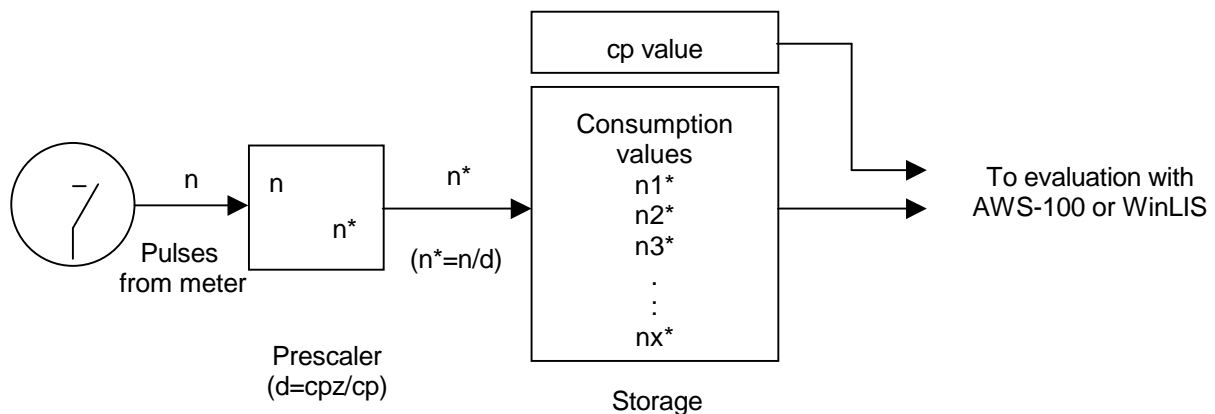 cp value
Consumption
values
n1*
n2*
n3*
.
:
nx*
Storage
n
Pulses
from meter
n
n*
Prescaler
(d=cpz/cp)
n*
(n*=n/d)
To evaluation with
AWS-100 or WinLIS